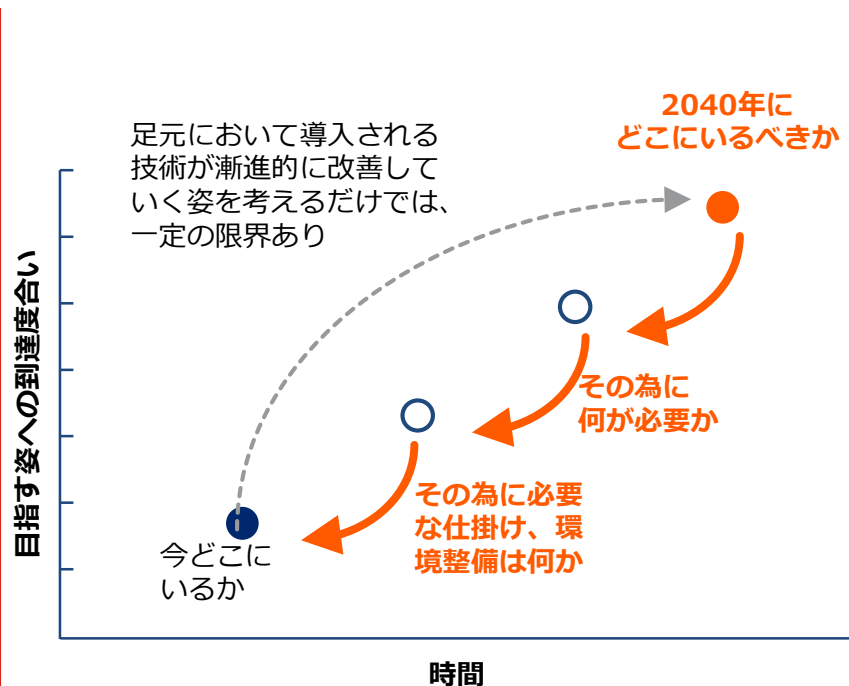 2040年に
どこにいるべきか
足元において導入される
技術が漸進的に改善して
いく姿を考えるだけでは、
一定の限界あり
目指す姿への到達度合い
その為に
何が必要か
その為に必要
な仕掛け、環
境整備は何か
今どこに
いるか
時間